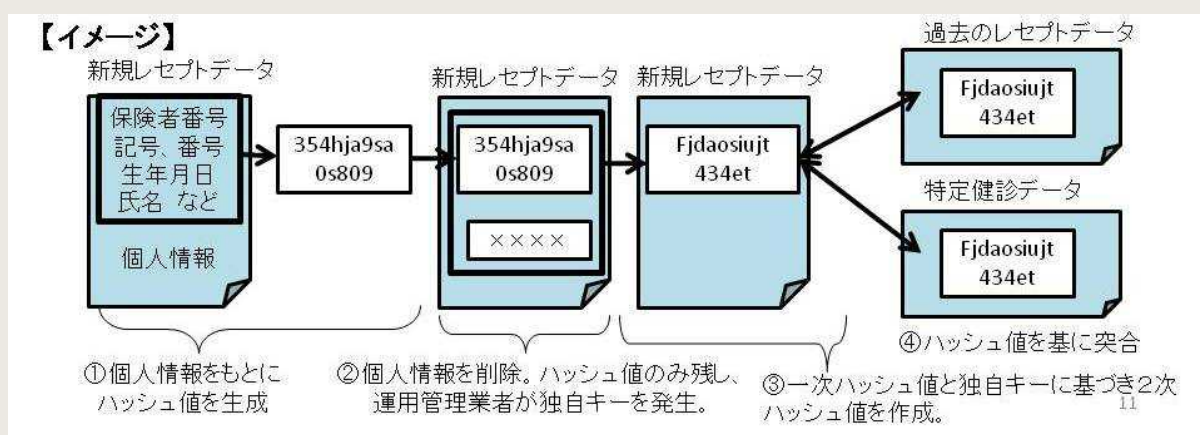 【イメージ】
新規レセプトデータ
保険者番号
記号、番号
生年月日
氏名 など
個人情報
354hja9sa
0s809
①個人情報をもとに
ハッシュ値を生成
新規レセプトデータ
354hja9sa
0s809
××××
②個人情報を削除。ハッシュ値のみ残し、
運用管理業者が独自キーを発生。
新規レセプトデータ
Fjdaosiujt
434et
③一次ハッシュ値と独自キーに基づき２次
ハッシュ値を作成。
過去のレセプトデータ
Fjdaosiujt
434et
特定健診データ
Fjdaosiujt
434et
④ハッシュ値を基に突合
11